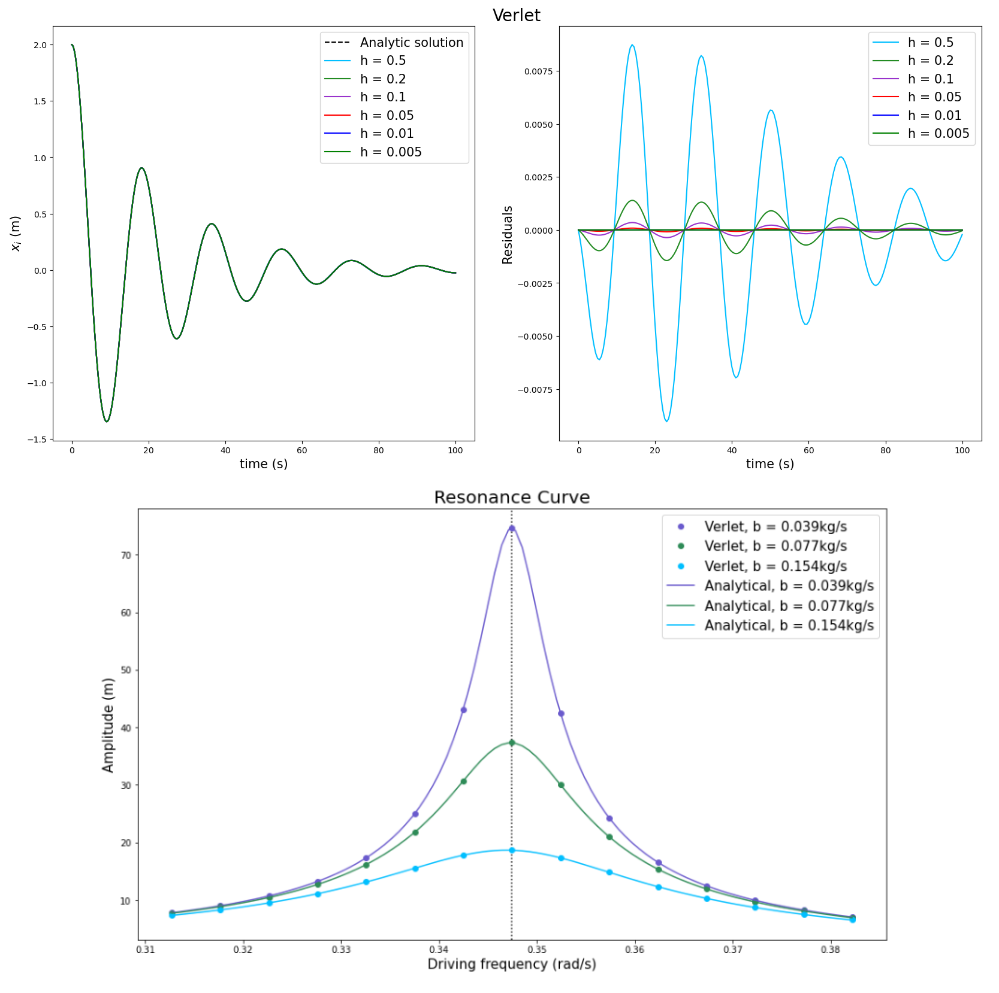 Verlet
2.0
1.5
1.0
0.5
0.0
−0.5
−1.0
−1.5
xᵢ (m)
0
20
40
60
80
100
time (s)
Analytic solution
h = 0.5
h = 0.2
h = 0.1
h = 0.05
h = 0.01
h = 0.005
0.0075
0.0050
0.0025
0.0000
−0.0025
−0.0050
−0.0075
Residuals
0
20
40
60
80
100
time (s)
h = 0.5
h = 0.2
h = 0.1
h = 0.05
h = 0.01
h = 0.005
Resonance Curve
70
60
50
40
30
20
10
Amplitude (m)
0.31
0.32
0.33
0.34
0.35
0.36
0.37
0.38
Driving frequency (rad/s)
Verlet, b = 0.039kg/s
Verlet, b = 0.077kg/s
Verlet, b = 0.154kg/s
Analytical, b = 0.039kg/s
Analytical, b = 0.077kg/s
Analytical, b = 0.154kg/s